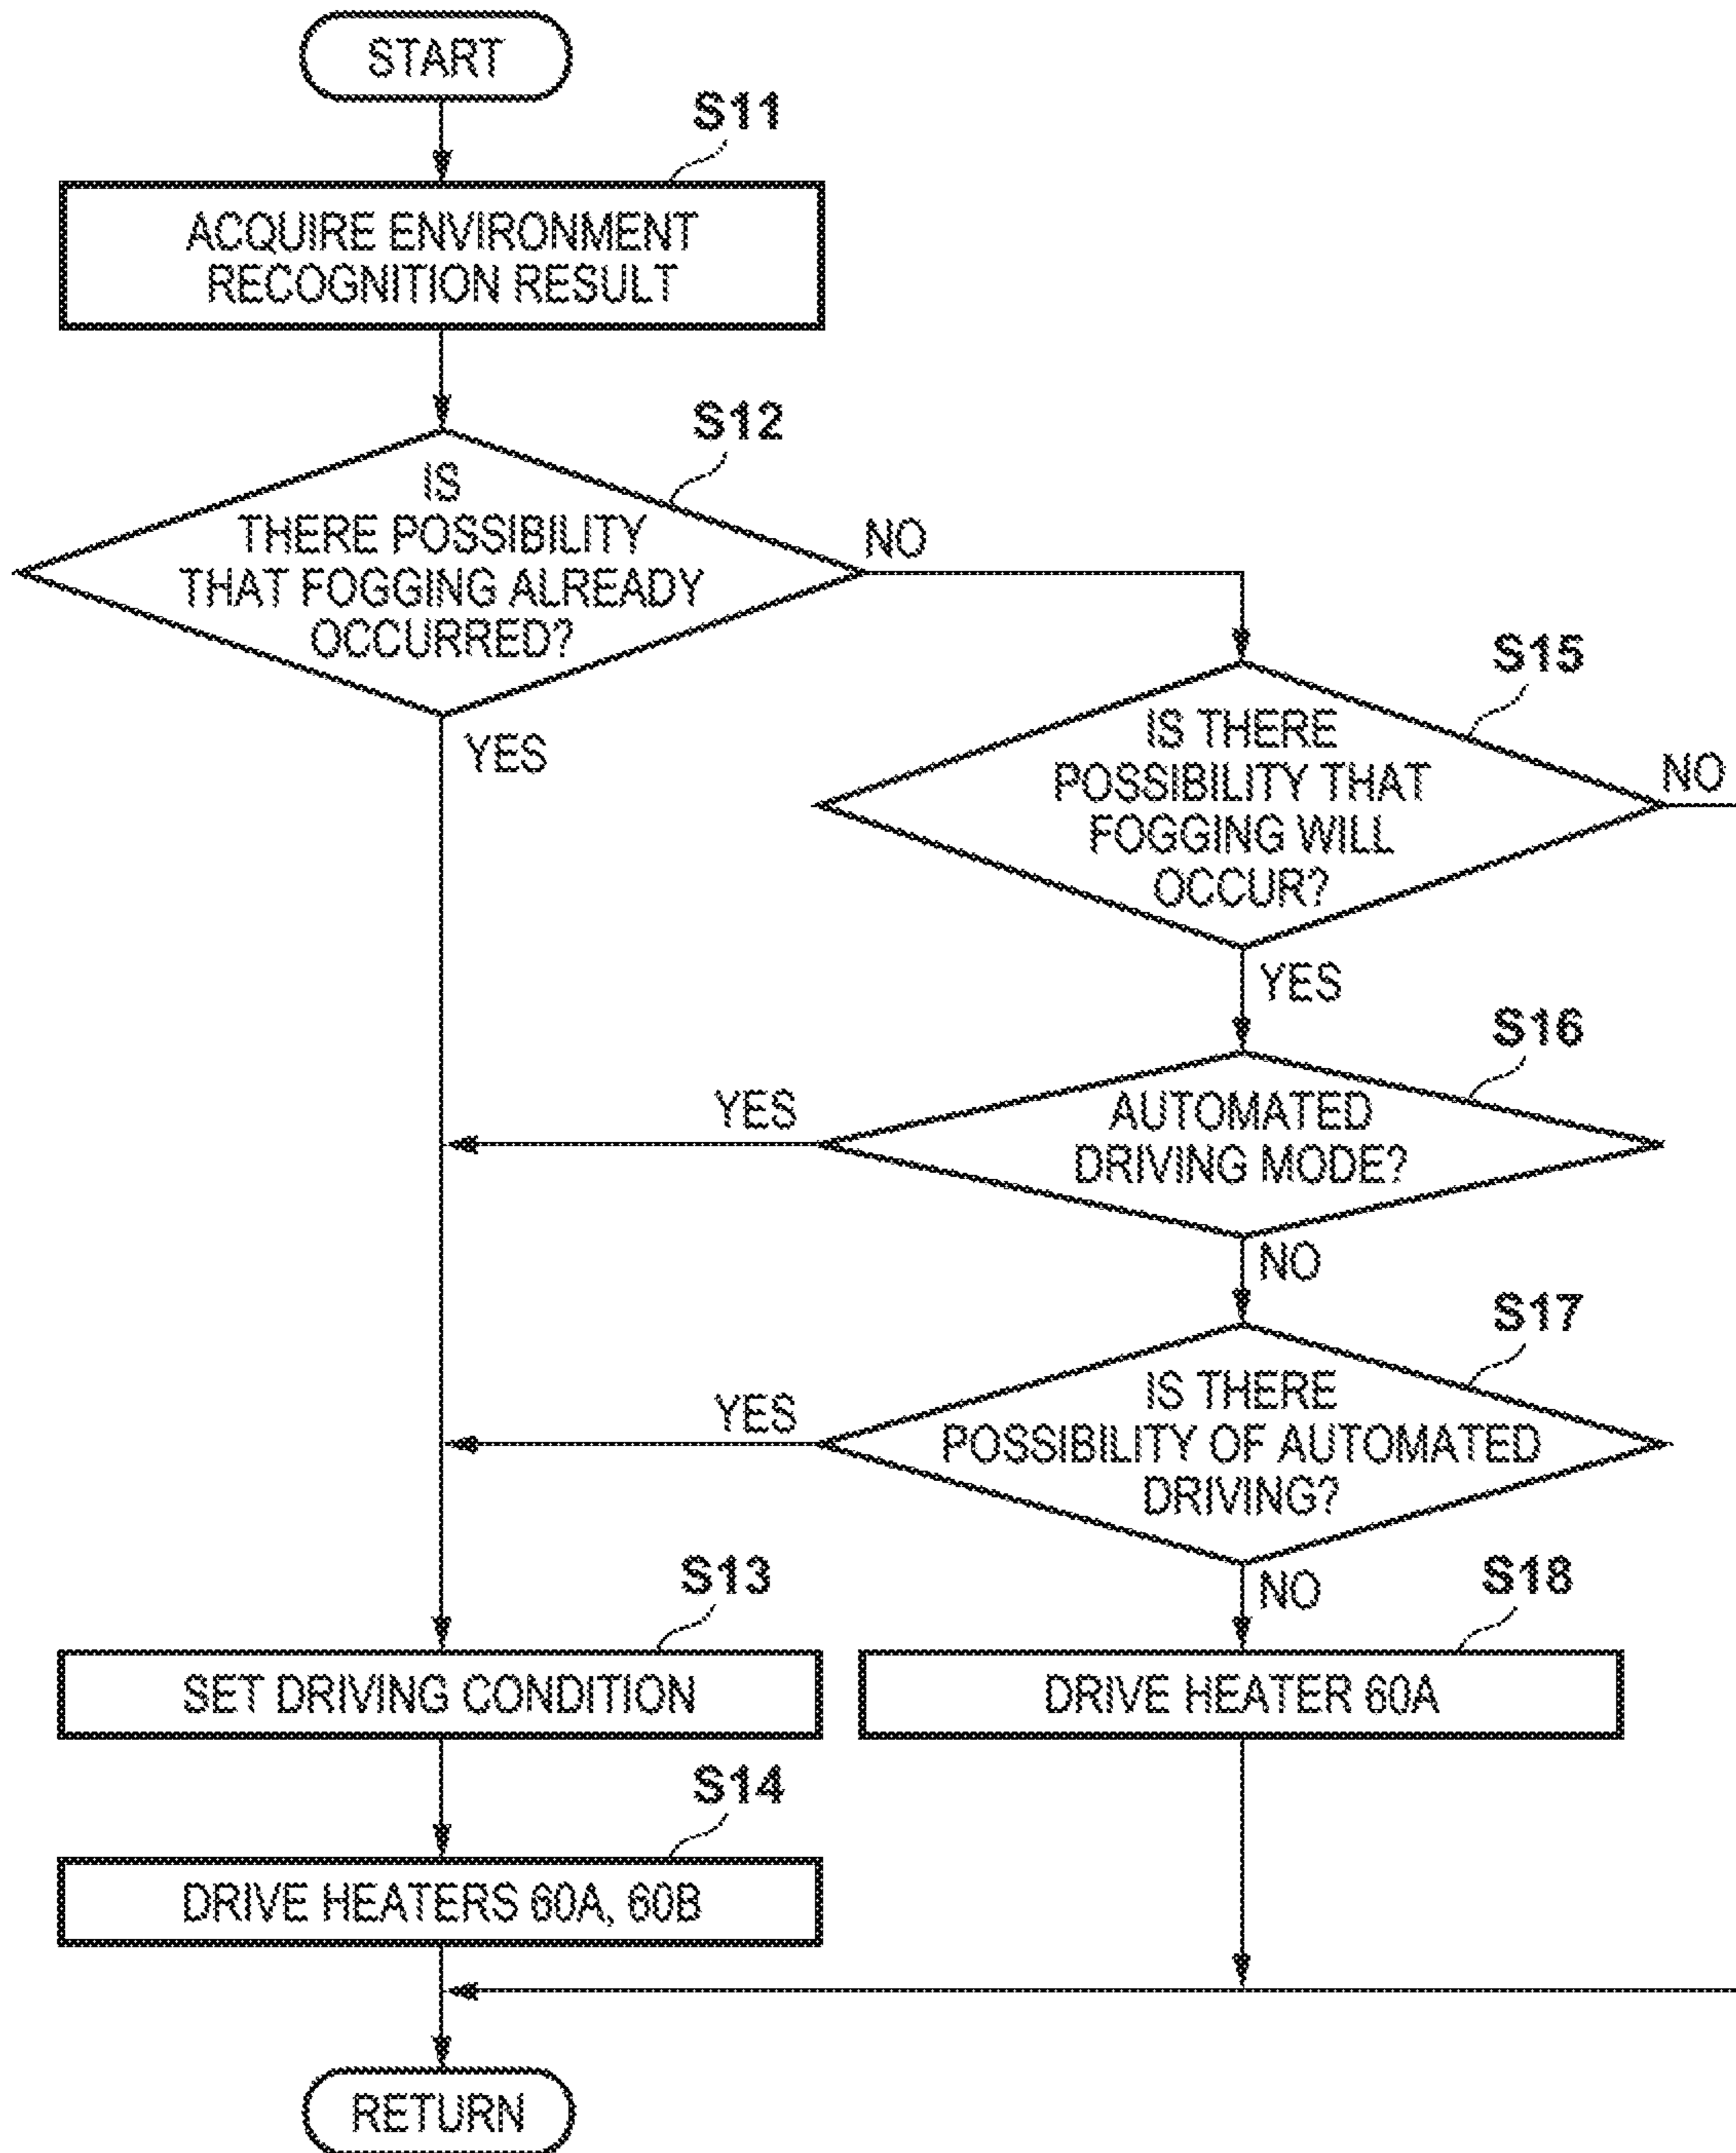 START
S11
ACQUIRE ENVIRONMENT
RECOGNITION RESULT
S12
IS
THERE POSSIBILITY
THAT FOGGING ALREADY
OCCURRED?
NO
YES
S15
IS THERE
POSSIBILITY THAT
FOGGING WILL
OCCUR?
NO
YES
S16
AUTOMATED
DRIVING MODE?
YES
NO
S17
IS THERE
POSSIBILITY OF AUTOMATED
DRIVING?
YES
NO
S13
SET DRIVING CONDITION
S18
DRIVE HEATER 60A
S14
DRIVE HEATERS 60A, 60B
RETURN